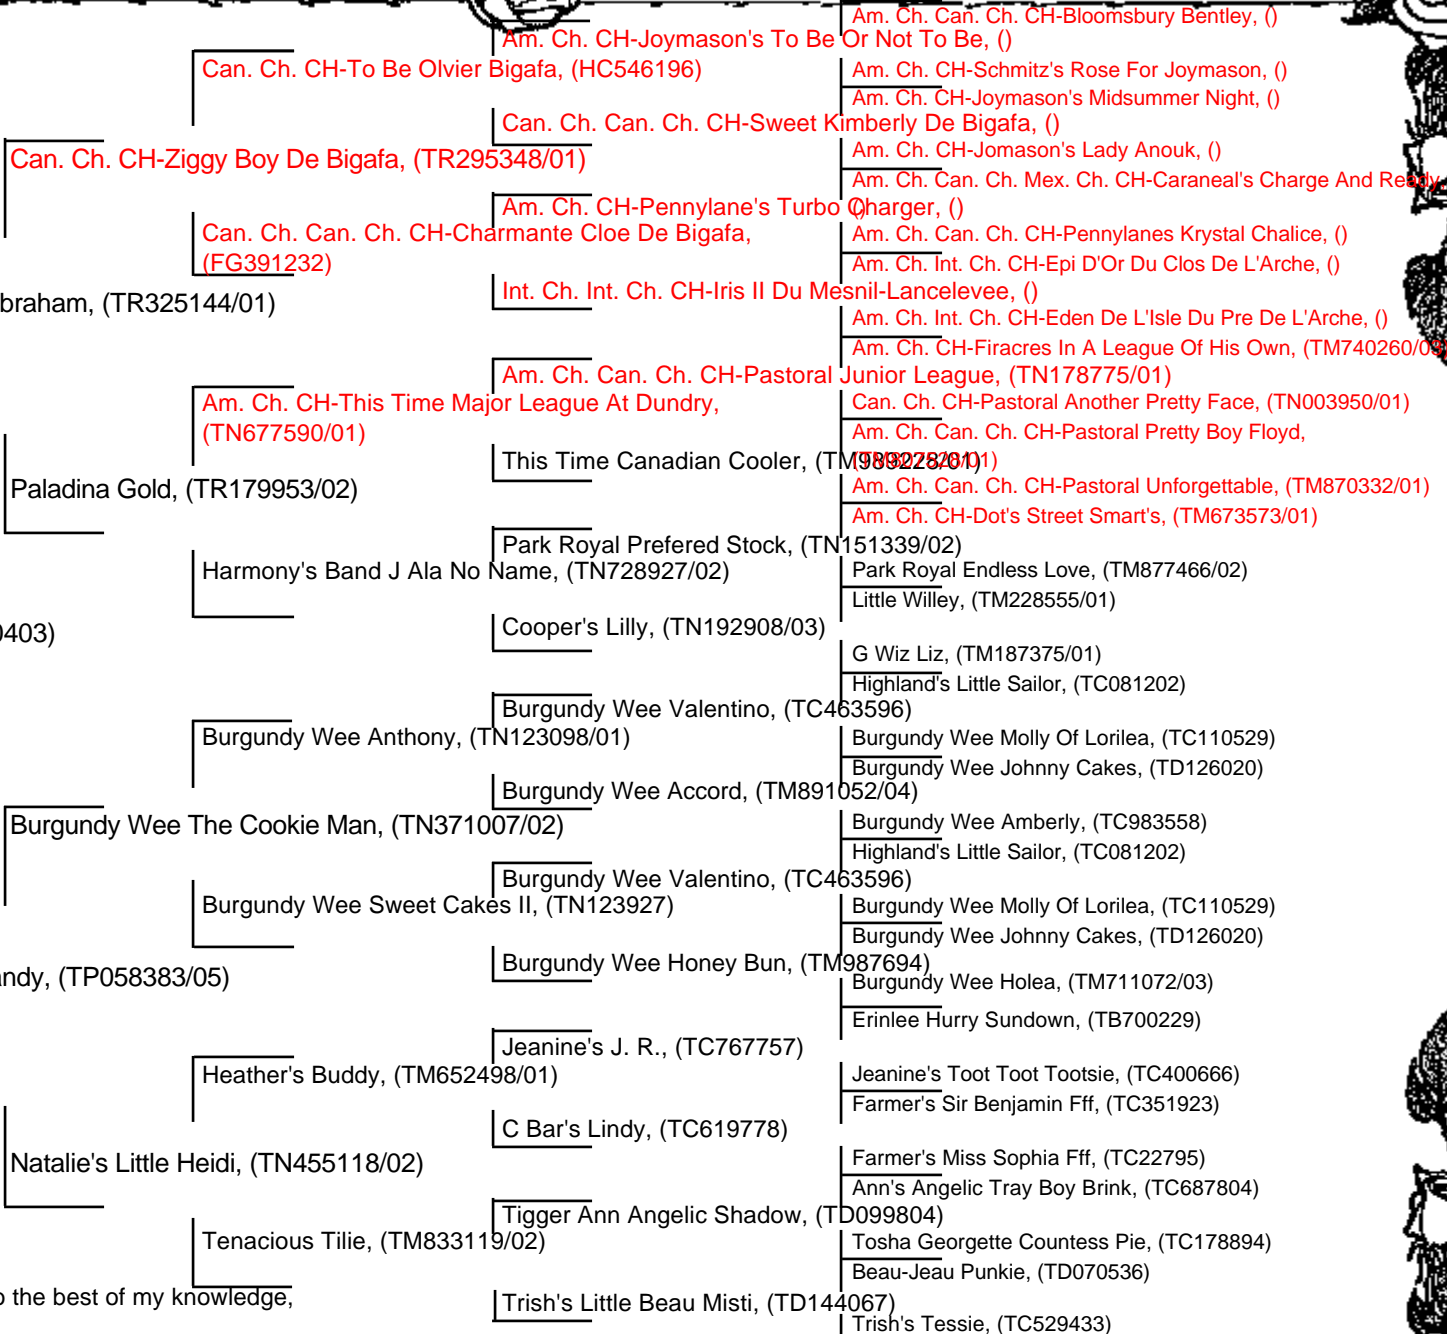 Am. Ch. Can. Ch. CH-Bloomsbury Bentley, ()
Am. Ch. CH-Joymason's To Be Or Not To Be, ()
Can. Ch. CH-To Be Olvier Bigafa, (HC546196)
Am. Ch. CH-Schmitz's Rose For Joymason, ()
Am. Ch. CH-Joymason's Midsummer Night, ()
Can. Ch. Can. Ch. CH-Sweet Kimberly De Bigafa, ()
Am. Ch. CH-Jomason's Lady Anouk, ()
Can. Ch. CH-Ziggy Boy De Bigafa, (TR295348/01)
Am. Ch. Can. Ch. Mex. Ch. CH-Caraneal's Charge And Ready,
()
Am. Ch. CH-Pennylane's Turbo Charger, ()
Can. Ch. Can. Ch. CH-Charmante Cloe De Bigafa,
(FG391232)
Am. Ch. Can. Ch. CH-Pennylanes Krystal Chalice, ()
Am. Ch. Int. Ch. CH-Epi D'Or Du Clos De L'Arche, ()
Int. Ch. Int. Ch. CH-Iris II Du Mesnil-Lancelevee, ()
braham, (TR325144/01)
Am. Ch. Int. Ch. CH-Eden De L'Isle Du Pre De L'Arche, ()
Am. Ch. CH-Firacres In A League Of His Own, (TM740260/03)
Am. Ch. Can. Ch. CH-Pastoral Junior League, (TN178775/01)
Am. Ch. CH-This Time Major League At Dundry,
(TN677590/01)
Can. Ch. CH-Pastoral Another Pretty Face, (TN003950/01)
Am. Ch. Can. Ch. CH-Pastoral Pretty Boy Floyd,
This Time Canadian Cooler,
Am. Ch. Can. Ch. CH-Pastoral Unforgettable, (TM870332/01)
Paladina Gold, (TR179953/02)
Am. Ch. CH-Dot's Street Smart's, (TM673573/01)
Park Royal Prefered Stock, (TN151339/02)
Harmony's Band J Ala No Name, (TN728927/02)
Park Royal Endless Love, (TM877466/02)
Little Willey, (TM228555/01)
Cooper's Lilly, (TN192908/03)
0403)
G Wiz Liz, (TM187375/01)
Highland's Little Sailor, (TC081202)
Burgundy Wee Valentino, (TC463596)
Burgundy Wee Anthony, (TN123098/01)
Burgundy Wee Molly Of Lorilea, (TC110529)
Burgundy Wee Johnny Cakes, (TD126020)
Burgundy Wee Accord, (TM891052/04)
Burgundy Wee The Cookie Man, (TN371007/02)
Burgundy Wee Amberly, (TC983558)
Highland's Little Sailor, (TC081202)
Burgundy Wee Valentino, (TC463596)
Burgundy Wee Sweet Cakes II, (TN123927)
Burgundy Wee Molly Of Lorilea, (TC110529)
Burgundy Wee Johnny Cakes, (TD126020)
Burgundy Wee Honey Bun, (TM987694)
ndy, (TP058383/05)
Burgundy Wee Holea, (TM711072/03)
Erinlee Hurry Sundown, (TB700229)
Jeanine's J. R., (TC767757)
Heather's Buddy, (TM652498/01)
Jeanine's Toot Toot Tootsie, (TC400666)
Farmer's Sir Benjamin Fff, (TC351923)
C Bar's Lindy, (TC619778)
Natalie's Little Heidi, (TN455118/02)
Farmer's Miss Sophia Fff, (TC22795)
Ann's Angelic Tray Boy Brink, (TC687804)
Tigger Ann Angelic Shadow, (TD099804)
Tenacious Tilie, (TM833119/02)
Tosha Georgette Countess Pie, (TC178894)
Beau-Jeau Punkie, (TD070536)
o the best of my knowledge,
Trish's Little Beau Misti, (TD144067)
Trish's Tessie, (TC529433)